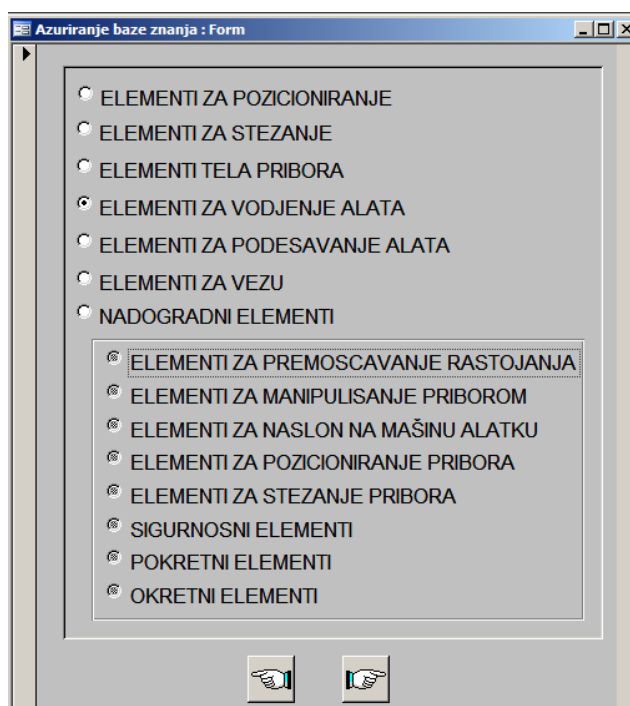 Azuriranje baze znanja : Form
ELEMENTI ZA POZICIONIRANJE
ELEMENTI ZA STEZANJE
ELEMENTI TELA PRIBORA
ELEMENTI ZA VODJENJE ALATA
ELEMENTI ZA PODESAVANJE ALATA
ELEMENTI ZA VEZU
NADOGRADNI ELEMENTI
ELEMENTI ZA PREMOSCAVANJE RASTOJANJA
ELEMENTI ZA MANIPULISANJE PRIBOROM
ELEMENTI ZA NASLON NA MAŠINU ALATKU
ELEMENTI ZA POZICIONIRANJE PRIBORA
ELEMENTI ZA STEZANJE PRIBORA
SIGURNOSNI ELEMENTI
POKRETNI ELEMENTI
OKRETNI ELEMENTI